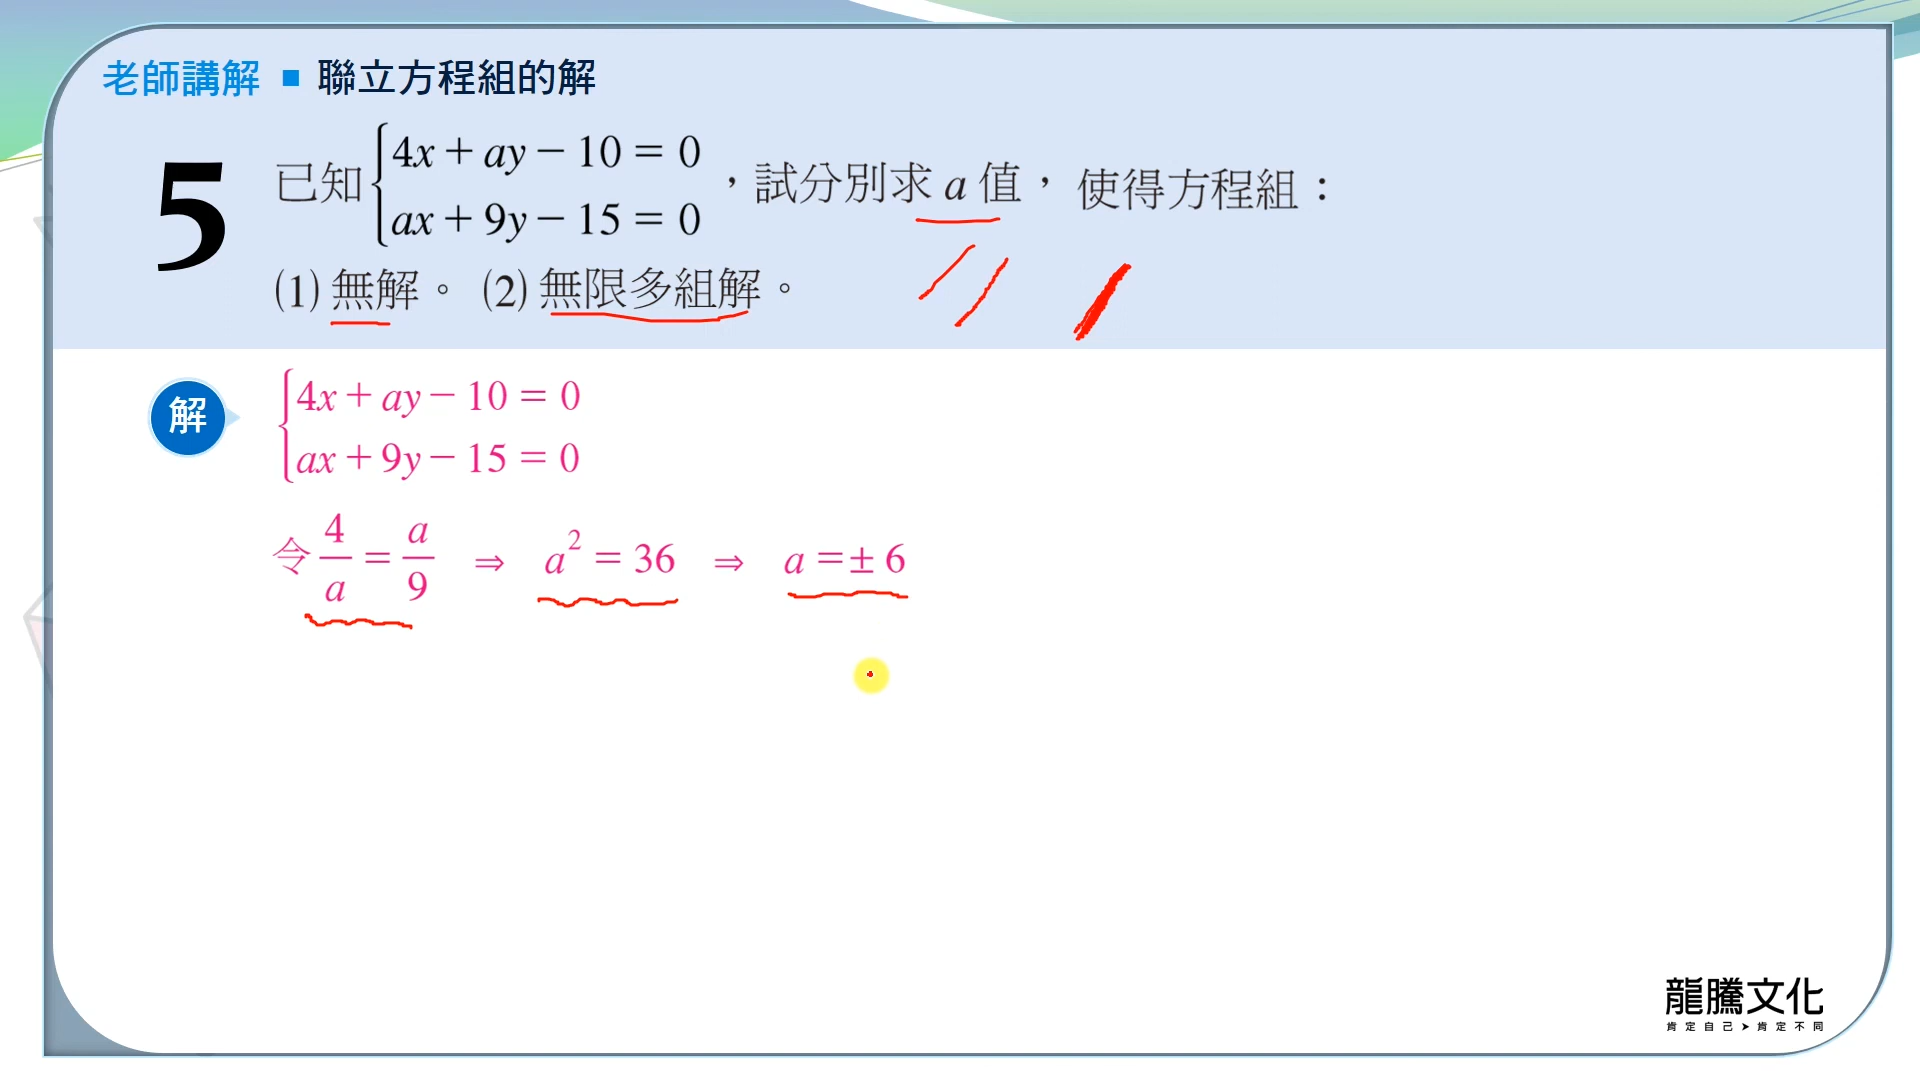 老師講解 ■ 聯立方程組的解
5 已知 { 4x + ay − 10 = 0
ax + 9y − 15 = 0 ，試分別求 a 值， 使得方程組：
(1) 無解。 (2) 無限多組解。
解 { 4x + ay − 10 = 0
ax + 9y − 15 = 0
令 4/a = a/9 ⇒ a² = 36 ⇒ a = ± 6
龍騰文化
肯定自己➤肯定不同